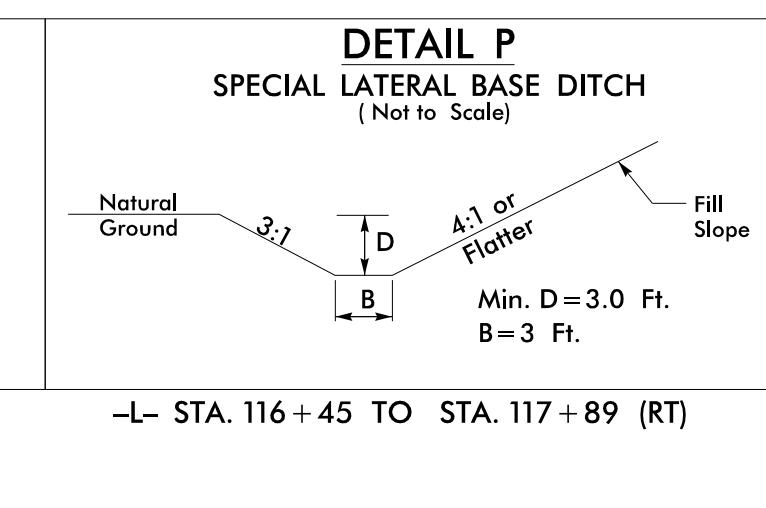 DETAIL P
SPECIAL LATERAL BASE DITCH
( Not to Scale)
Natural
Ground
3:1
D
B
4:1 or
Flatter
Fill
Slope
Min. D=3.0 Ft.
B=3 Ft.
–L– STA. 116+45 TO STA. 117+89 (RT)